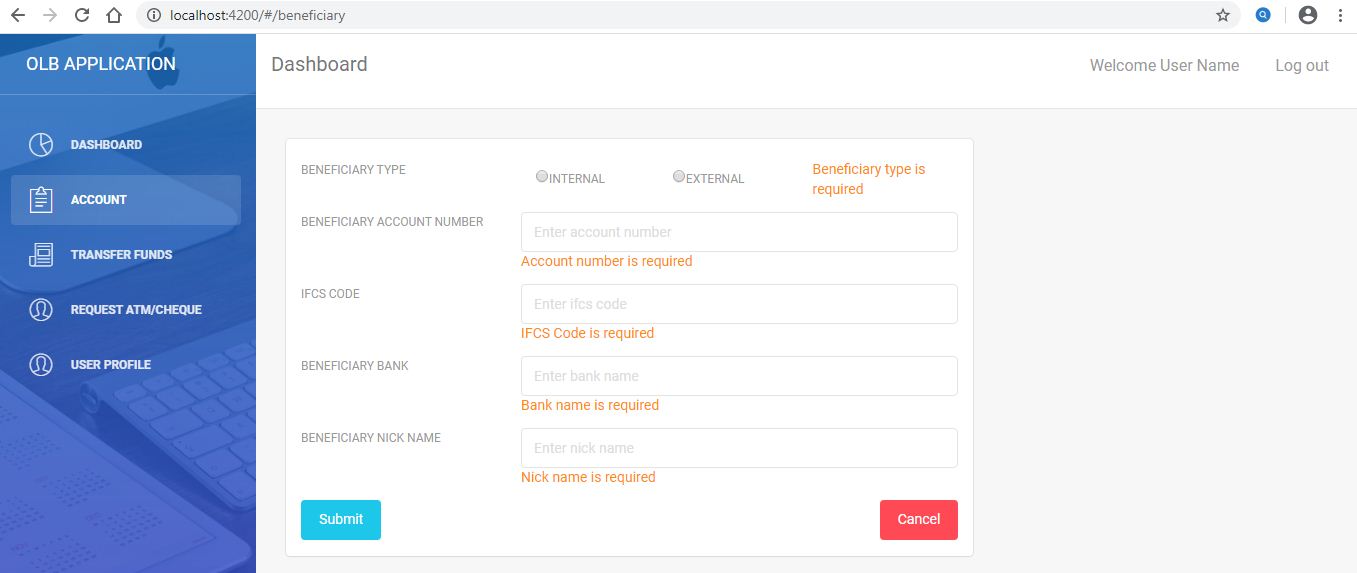 localhost:4200/#/beneficiary
OLB APPLICATION
Dashboard
Welcome User Name
Log out
DASHBOARD
ACCOUNT
TRANSFER FUNDS
REQUEST ATM/CHEQUE
USER PROFILE
BENEFICIARY TYPE
INTERNAL
EXTERNAL
Beneficiary type is
required
BENEFICIARY ACCOUNT NUMBER
Enter account number
Account number is required
IFCS CODE
Enter ifcs code
IFCS Code is required
BENEFICIARY BANK
Enter bank name
Bank name is required
BENEFICIARY NICK NAME
Enter nick name
Nick name is required
Submit
Cancel